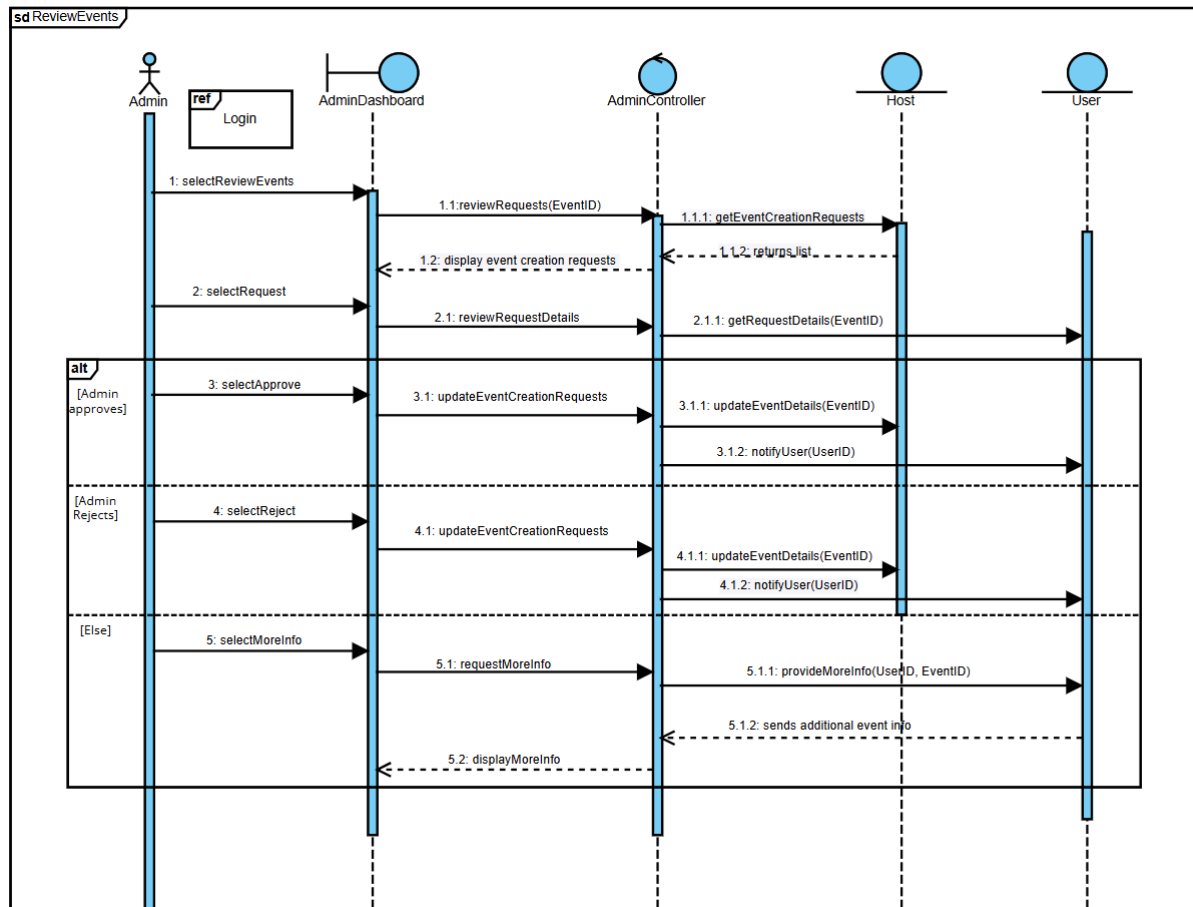 sd ReviewEvents
Admin
ref
Login
AdminDashboard
AdminController
Host
User
1: selectReviewEvents
1.1:reviewRequests(EventID)
1.1.1: getEventCreationRequests
1.1.2: returns list
1.2: display event creation requests
2: selectRequest
2.1: reviewRequestDetails
2.1.1: getRequestDetails(EventID)
alt
[Admin
approves]
3: selectApprove
3.1: updateEventCreationRequests
3.1.1: updateEventDetails(EventID)
3.1.2: notifyUser(UserID)
[Admin
Rejects]
4: selectReject
4.1: updateEventCreationRequests
4.1.1: updateEventDetails(EventID)
4.1.2: notifyUser(UserID)
[Else]
5: selectMoreInfo
5.1: requestMoreInfo
5.1.1: provideMoreInfo(UserID, EventID)
5.1.2: sends additional event info
5.2: displayMoreInfo